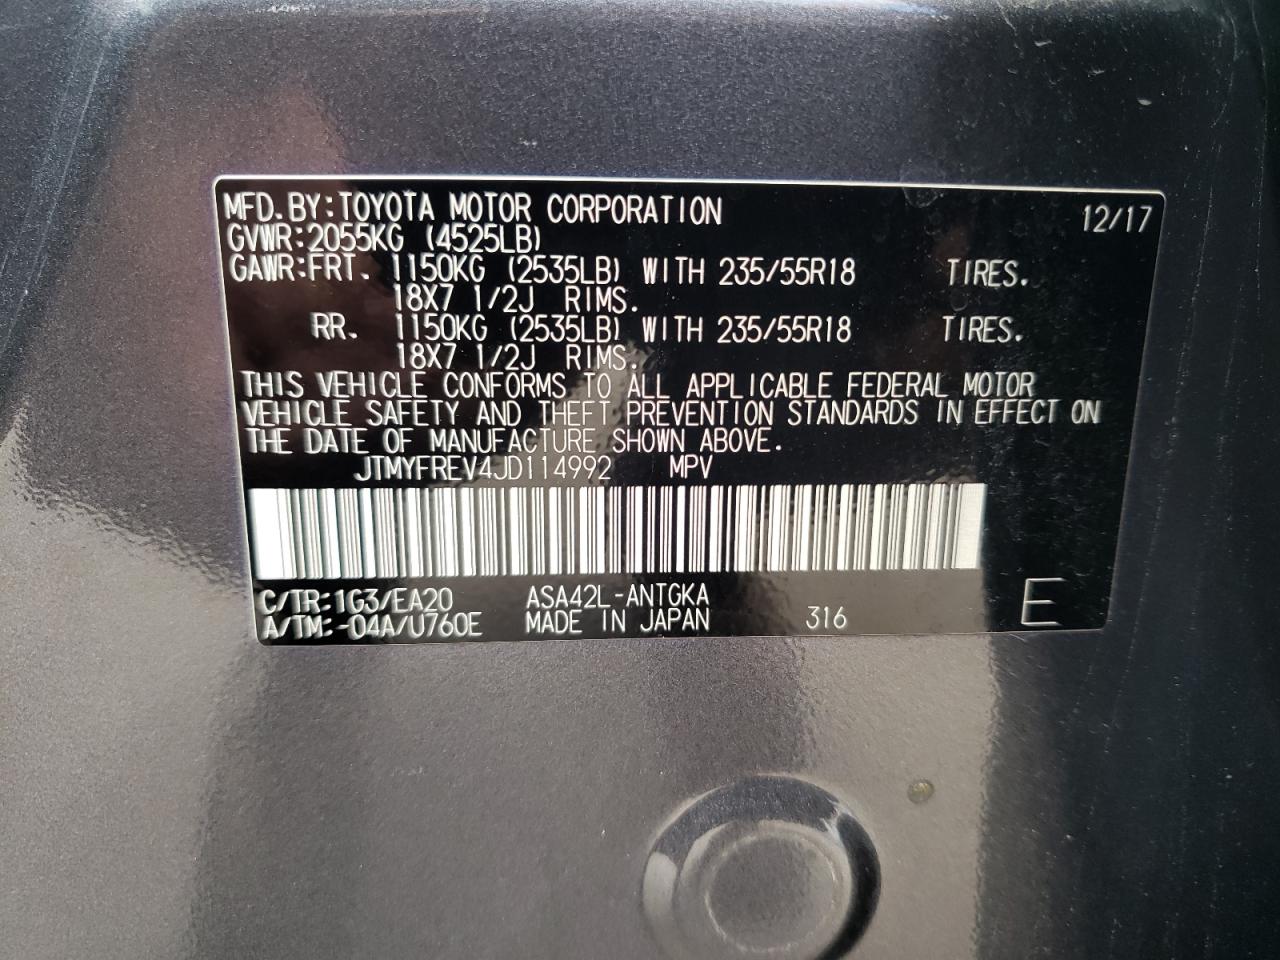 MFD. BY: TOYOTA MOTOR CORPORATION 12/17
GVWR: 2055KG (4525LB)
GAWR: FRT. 1150KG (2535LB) WITH 235/55R18 TIRES.
18X7 1/2J RIMS.
RR. 1150KG (2535LB) WITH 235/55R18 TIRES.
18X7 1/2J RIMS.
THIS VEHICLE CONFORMS TO ALL APPLICABLE FEDERAL MOTOR
VEHICLE SAFETY AND THEFT PREVENTION STANDARDS IN EFFECT ON
THE DATE OF MANUFACTURE SHOWN ABOVE.
JTMYFREV4JD114992 MPV
C/TR: 1G3/EA20 ASA42L-ANTGKA
A/TM: -04A/U760E MADE IN JAPAN 316 E